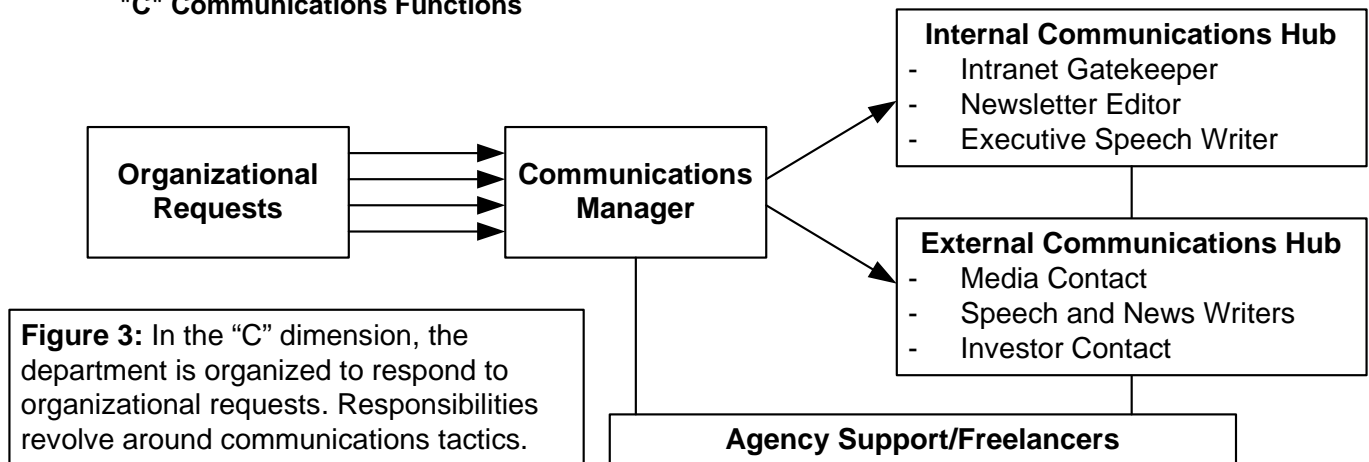 "C" Communications Functions
Organizational
Requests
Communications
Manager
Internal Communications Hub
- Intranet Gatekeeper
- Newsletter Editor
- Executive Speech Writer
External Communications Hub
- Media Contact
- Speech and News Writers
- Investor Contact
Figure 3: In the “C” dimension, the
department is organized to respond to
organizational requests. Responsibilities
revolve around communications tactics.
Agency Support/Freelancers